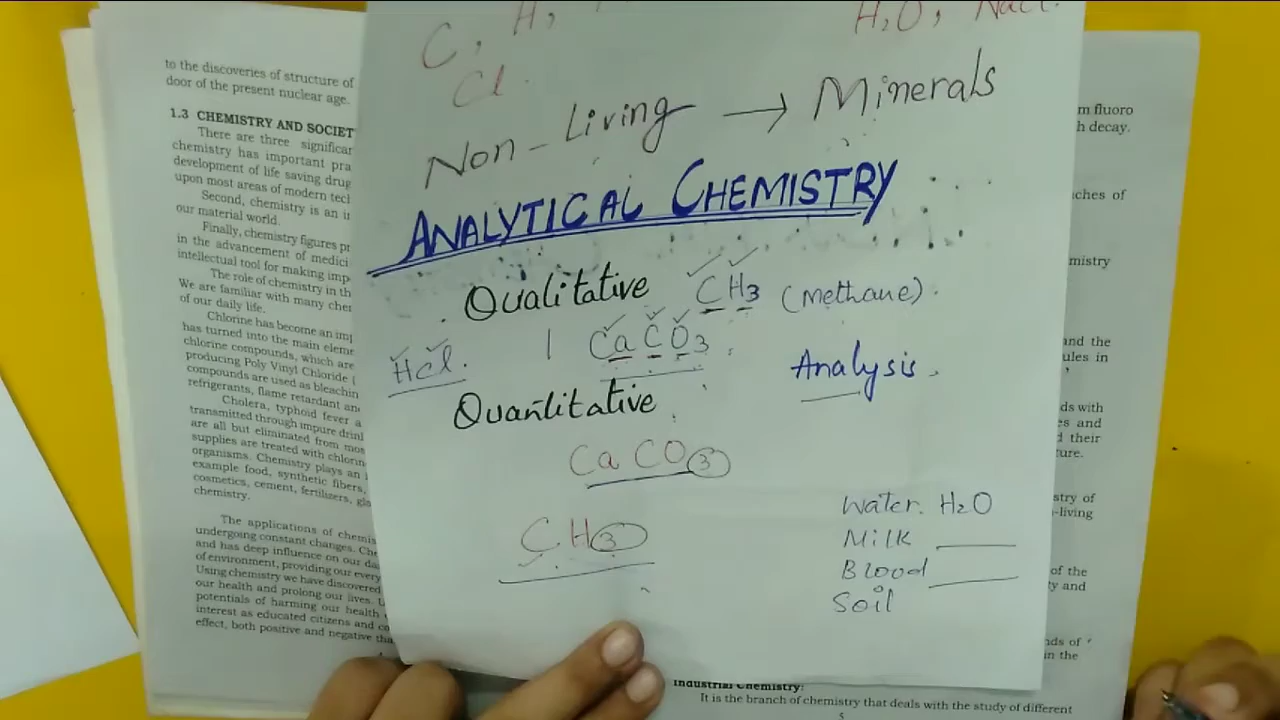 to the discoveries of structure of
door of the present nuclear age.
1.3 CHEMISTRY AND SOCIET
There are three significan
chemistry has important pra
development of life saving drug
upon most areas of modern tec
Second, chemistry is an i
our material world.
Finally, chemistry figures pr
in the advancement of medici
intellectual tool for making imp
The role of chemistry in th
We are familiar with many che
of our daily life.
Chlorine has become an imp
has turned into the main eleme
chlorine compounds, which are
producing Poly Vinyl Chloride (
compounds are used as bleachin
refrigerants, flame retardant an
Cholera, typhoid fever a
transmitted through impure drin
are all but eliminated from mos
supplies are treated with chlorin
organisms. Chemistry plays an
example food, synthetic fibers,
cosmetics, cement, fertilizers, gla
chemistry.
The applications of chemis
undergoing constant changes. Che
and has deep influence on our da
of environment, providing our every
Using chemistry we have discovered
our health and prolong our lives. U
potentials of harming our health
interest as educated citizens and co
effect, both positive and negative tha
C, H,
H2O, NaCl.
Cl.
Non-Living → Minerals
ANALYTICAL CHEMISTRY
Qualitative CH3 (Methane).
CaCO3
HCl.
Analysis.
Quantitative
CaCO3
CH3
Water. H2O
Milk
Blood
Soil
m fluoro
h decay.
ches of
mistry
and the
ules in
ds with
es and
d their
ture.
stry of
-living
of the
ty and
nds of
in the
Industrial Chemistry:
It is the branch of chemistry that deals with the study of different
5